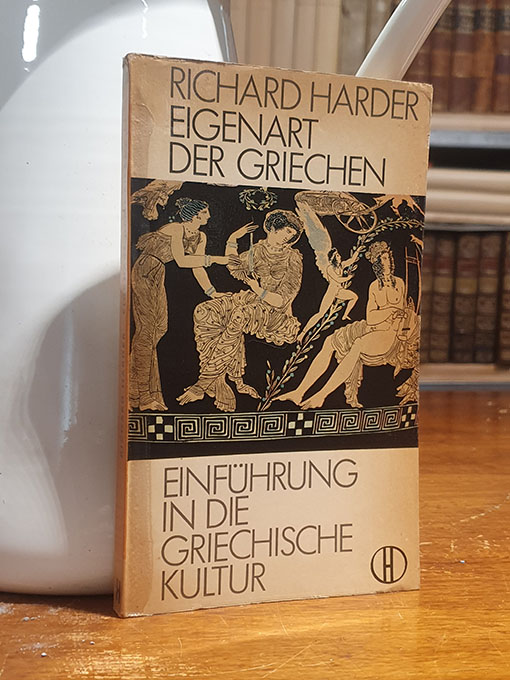 RICHARD HARDER
EIGENART
DER GRIECHEN
EINFÜHRUNG
IN DIE
GRIECHISCHE
KULTUR